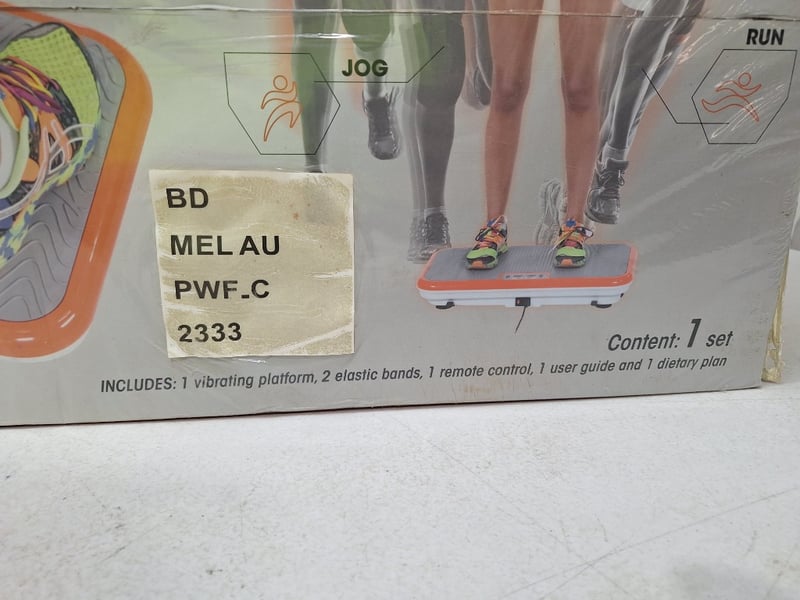 RUN
JOG
BD
MEL AU
PWF_C
2333
Content: 1 set
INCLUDES: 1 vibrating platform, 2 elastic bands, 1 remote control, 1 user guide and 1 dietary plan